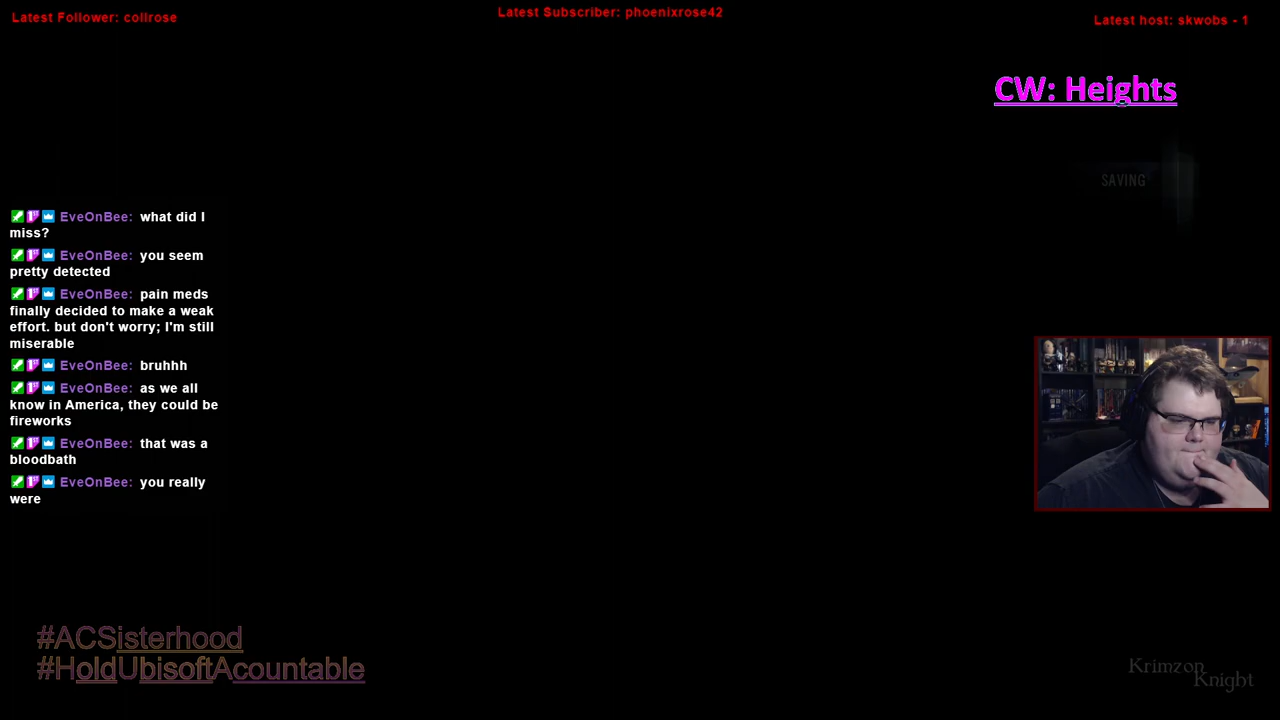 Latest Follower: collrose
Latest Subscriber: phoenixrose42
Latest host: skwobs - 1
CW: Heights
SAVING
EveOnBee: what did I
miss?
EveOnBee: you seem
pretty detected
EveOnBee: pain meds
finally decided to make a weak
effort. but don't worry; I'm still
miserable
EveOnBee: bruhhh
EveOnBee: as we all
know in America, they could be
fireworks
EveOnBee: that was a
bloodbath
EveOnBee: you really
were
#ACSisterhood
#HoldUbisoftAcountable
Krimzon
Knight